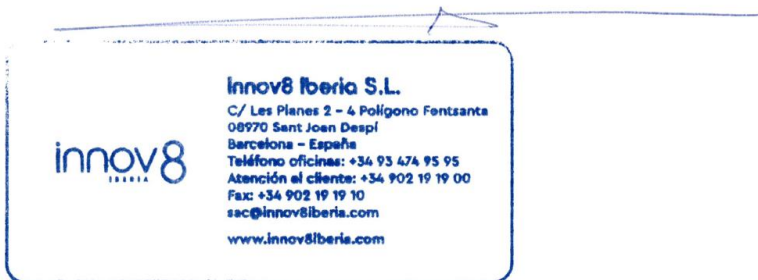 innov8
IBERIA
Innov8 Iberia S.L.
C/ Les Planes 2 - 4 Polígono Fontsanta
08970 Sant Joan Despí
Barcelona - España
Teléfono oficinas: +34 93 474 95 95
Atención al cliente: +34 902 19 19 00
Fax: +34 902 19 19 10
sac@innov8iberia.com
www.innov8iberia.com